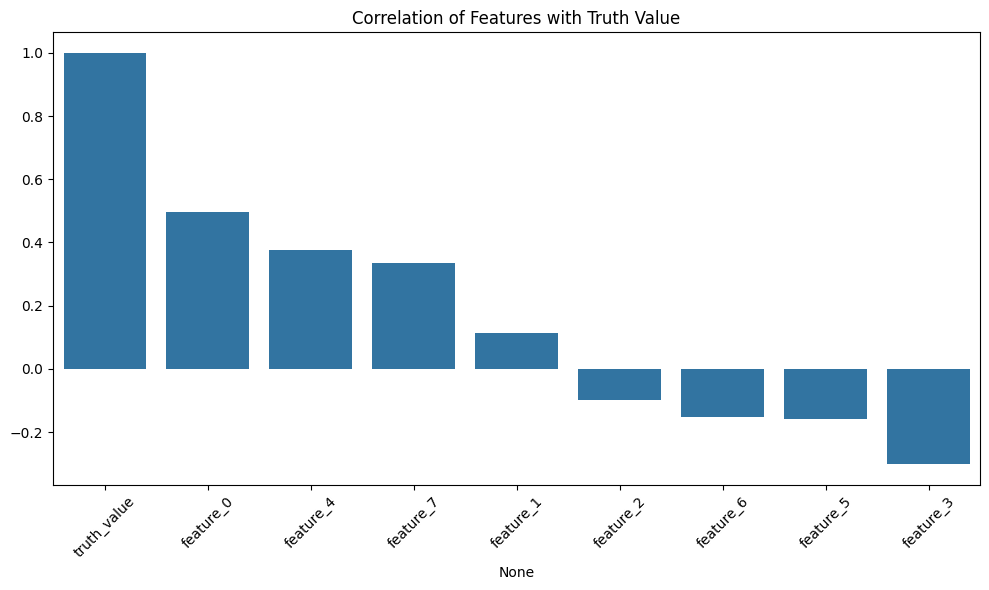 Correlation of Features with Truth Value
1.0
0.8
0.6
0.4
0.2
0.0
−0.2
truth_value
feature_0
feature_4
feature_7
feature_1
feature_2
feature_6
feature_5
feature_3
None